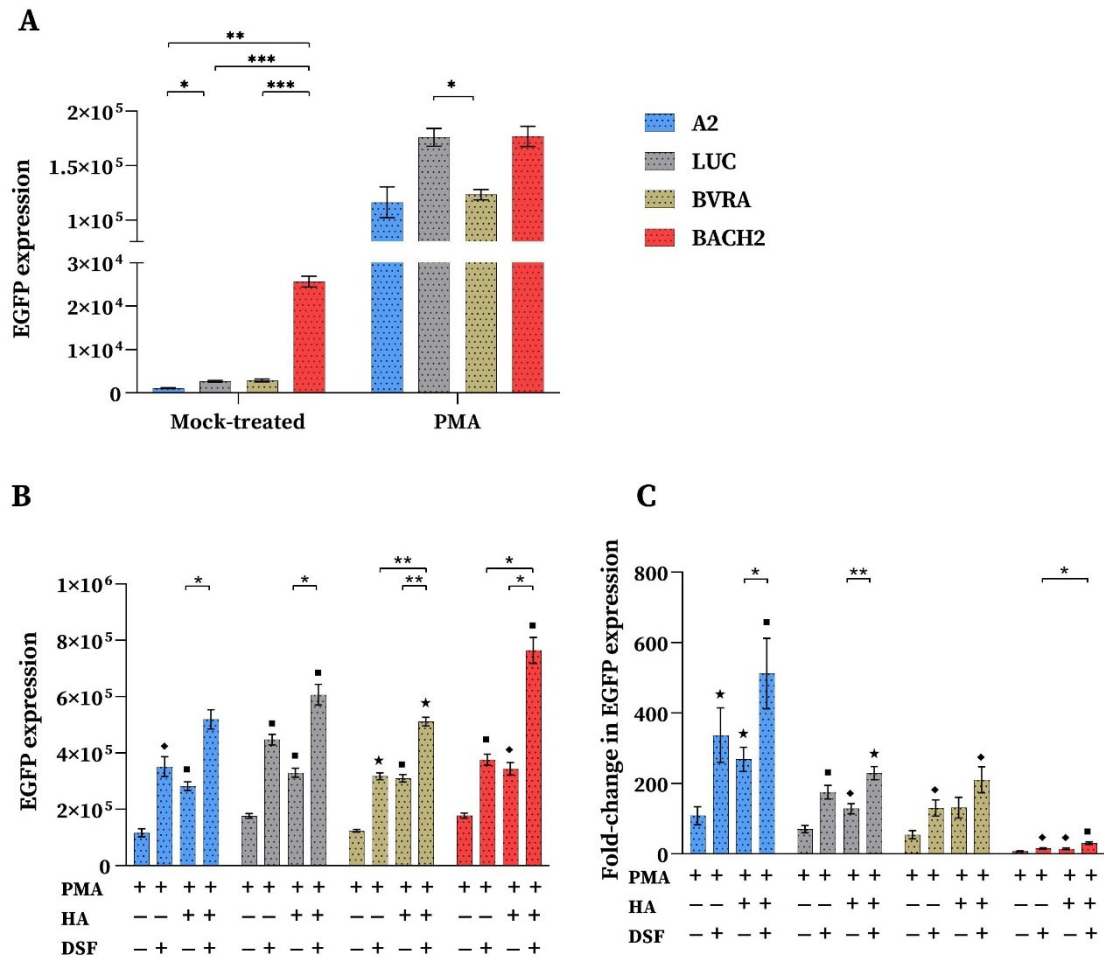 A
**
***
* ***
*
2×10⁵
1.5×10⁵
1×10⁵
3×10⁴
2×10⁴
1×10⁴
0
EGFP expression
Mock-treated PMA
A2
LUC
BVRA
BACH2
B
1×10⁶
8×10⁵
6×10⁵
4×10⁵
2×10⁵
0
EGFP expression
* * ** ** * *
◆ ■ ■ ■ ■ ★ ■ ★ ■ ◆ ■
PMA + + + + + + + + + + + + + + + +
HA — — + + — — + + — — + + — — + +
DSF — + — + — + — + — + — + — + — +
C
800
600
400
200
0
Fold-change in EGFP expression
* ** *
★ ★ ■ ■ ◆ ★ ◆ ◆ ◆ ◆ ■
PMA + + + + + + + + + + + + + + + +
HA — — + + — — + + — — + + — — + +
DSF — + — + — + — + — + — + — + — +